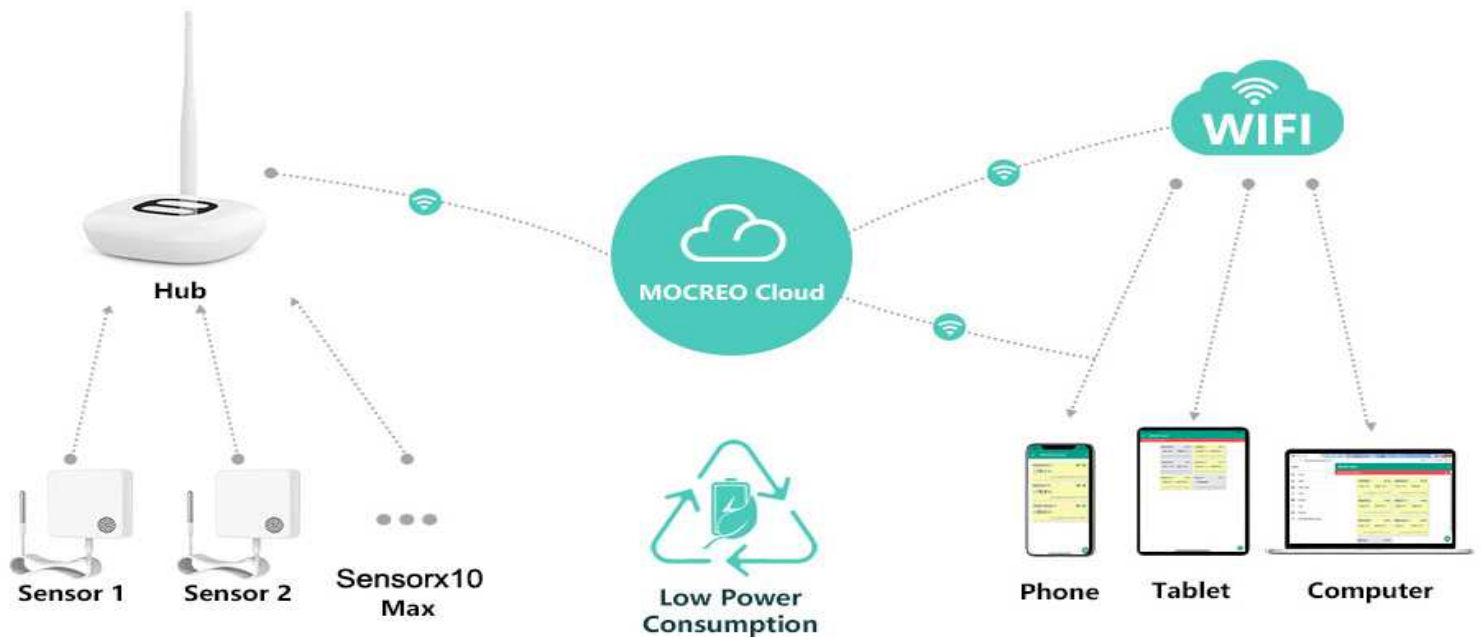 WIFI
MOCREO Cloud
Hub
Sensor 1
Sensor 2
Sensorx10
Max
Low Power
Consumption
Phone
Tablet
Computer